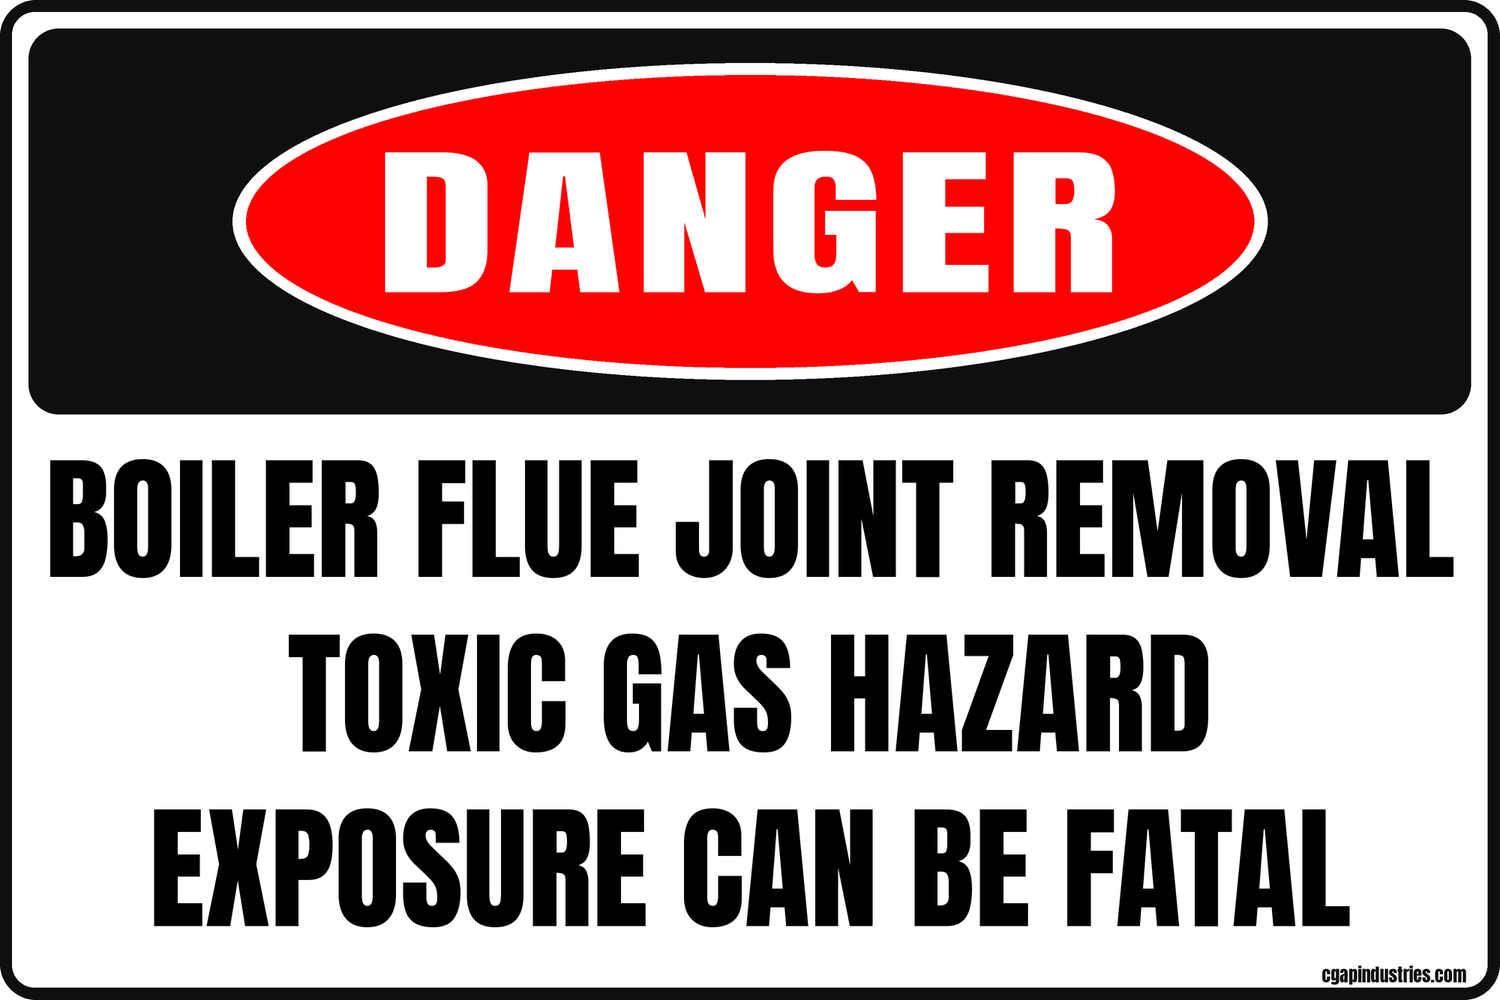 DANGER
BOILER FLUE JOINT REMOVAL
TOXIC GAS HAZARD
EXPOSURE CAN BE FATAL
cgapindustries.com